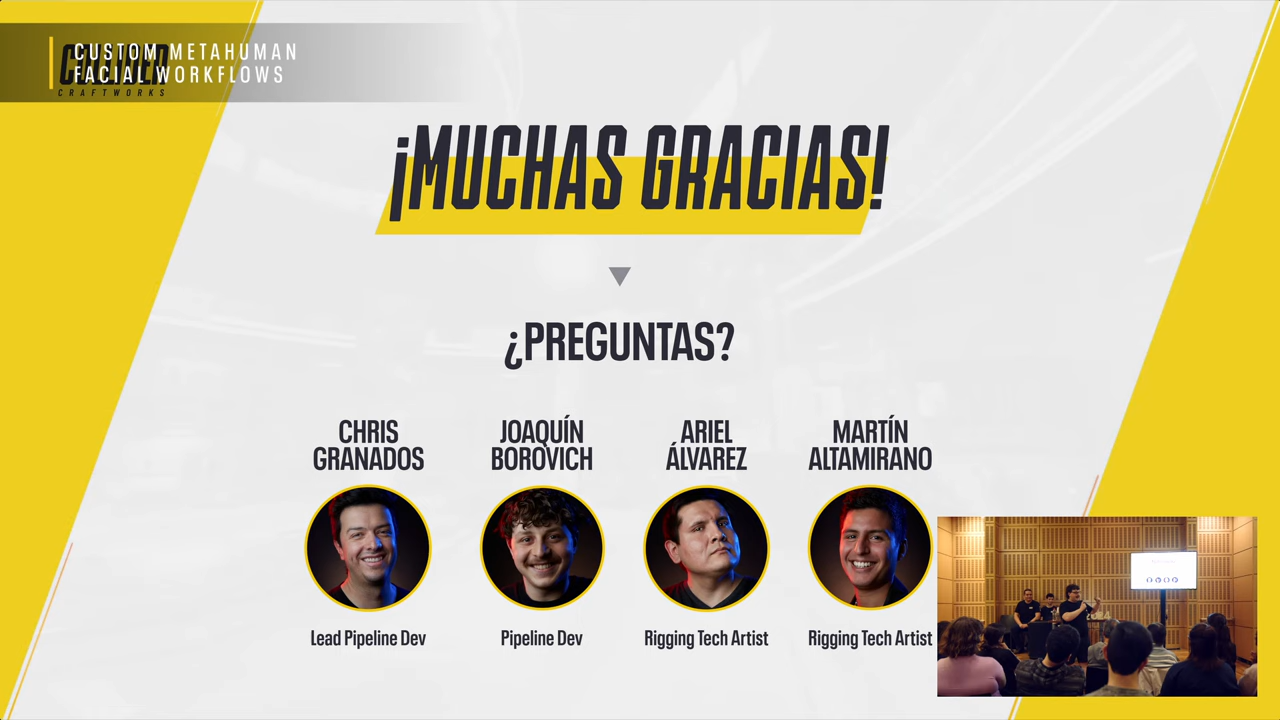 CUSTOM METAHUMAN
FACIAL WORKFLOWS
CRAFTWORKS
¡MUCHAS GRACIAS!
¿PREGUNTAS?
CHRIS
GRANADOS
JOAQUÍN
BOROVICH
ARIEL
ÁLVAREZ
MARTÍN
ALTAMIRANO
Lead Pipeline Dev
Pipeline Dev
Rigging Tech Artist
Rigging Tech Artist